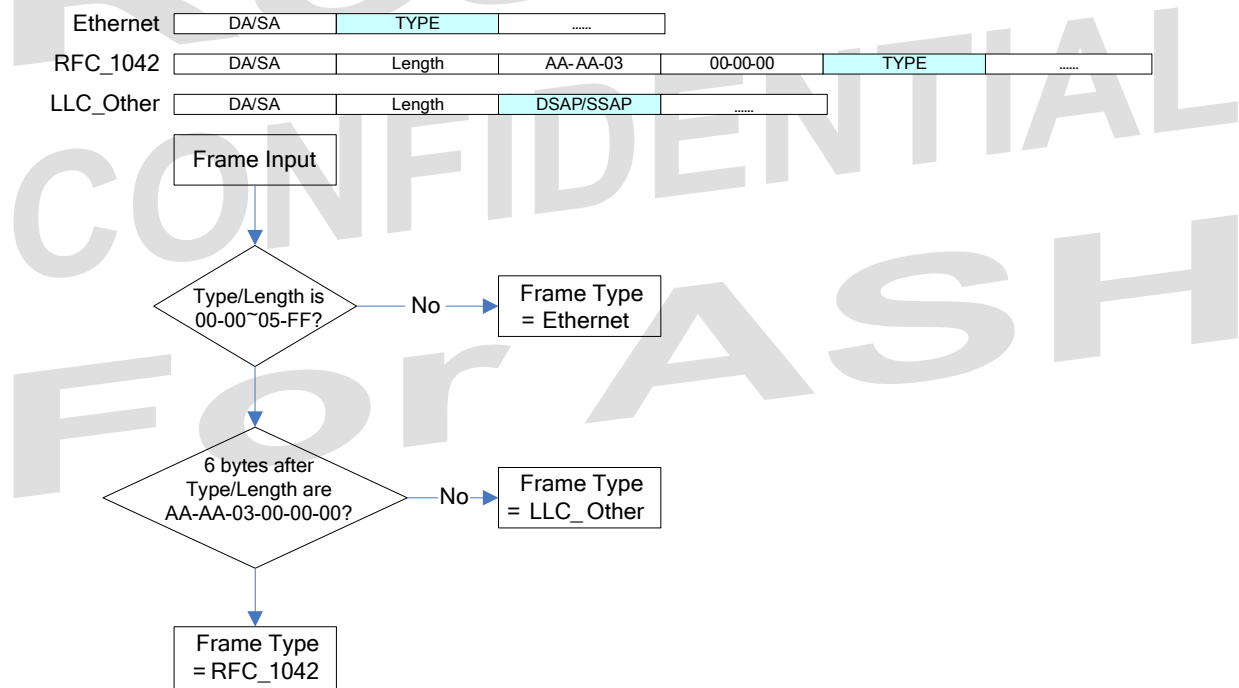 Ethernet DA/SA TYPE ......
RFC_1042 DA/SA Length AA-AA-03 00-00-00 TYPE ......
LLC_Other DA/SA Length DSAP/SSAP ......
Frame Input
Type/Length is
00-00~05-FF?
No
Frame Type
= Ethernet
6 bytes after
Type/Length are
AA-AA-03-00-00-00?
No
Frame Type
= LLC_Other
Frame Type
= RFC_1042
CONFIDENTIAL
For ASH